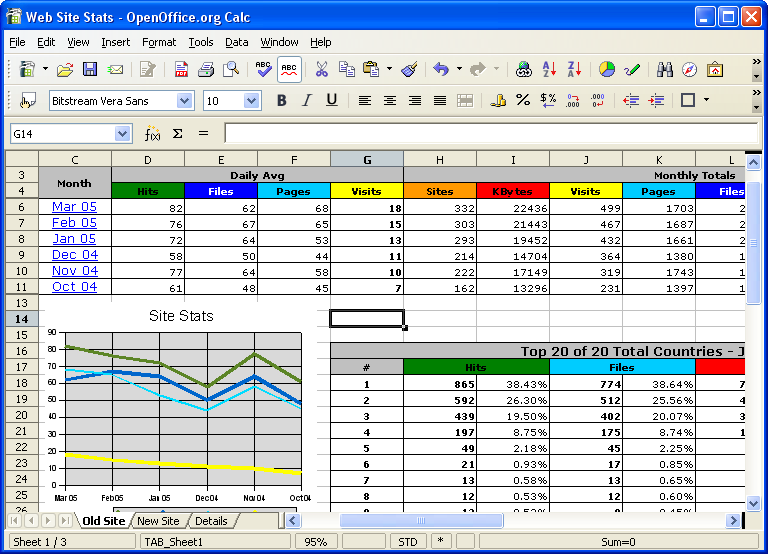 Web Site Stats - OpenOffice.org Calc
File Edit View Insert Format Tools Data Window Help
ABC ABC
Bitstream Vera Sans 10 B I U
G14 f(x) Σ =
C D E F G H I J K L
3 Month Daily Avg Monthly Totals
4 Hits Files Pages Visits Sites KBytes Visits Pages Files
6 Mar 05 82 62 68 18 332 22436 499 1703 2
7 Feb 05 76 67 65 15 303 21443 467 1687 2
8 Jan 05 72 64 53 13 293 19452 432 1661 2
9 Dec 04 58 50 44 11 214 14704 364 1380 1
10 Nov 04 77 64 58 10 222 17149 319 1743 1
11 Oct 04 61 48 45 7 162 13296 231 1397 1
13
14 Site Stats
15 90
16 80 Top 20 of 20 Total Countries - J
17 70 # Hits Files
18 60 1 865 38.43% 774 38.64% 7
19 50 2 592 26.30% 512 25.56% 4
20 40 3 439 19.50% 402 20.07% 3
21 30 4 197 8.75% 175 8.74% 1
22 20 5 49 2.18% 45 2.25%
23 10 6 21 0.93% 17 0.85%
24 0 7 13 0.58% 13 0.65%
25 Mar 05 Feb 05 Jan 05 Dec 04 Nov 04 Oct 04 8 12 0.53% 12 0.60%
26
Old Site New Site Details
Sheet 1 / 3 TAB_Sheet1 95% STD * Sum=0